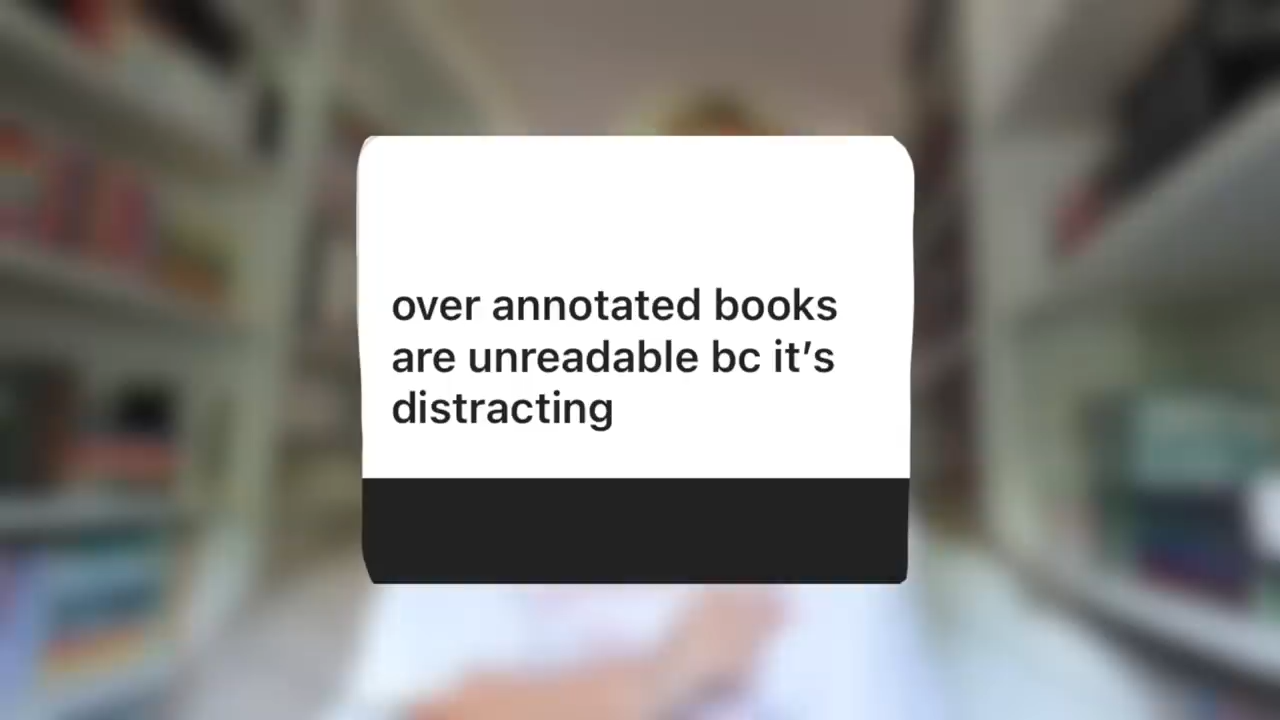 over annotated books
are unreadable bc it’s
distracting